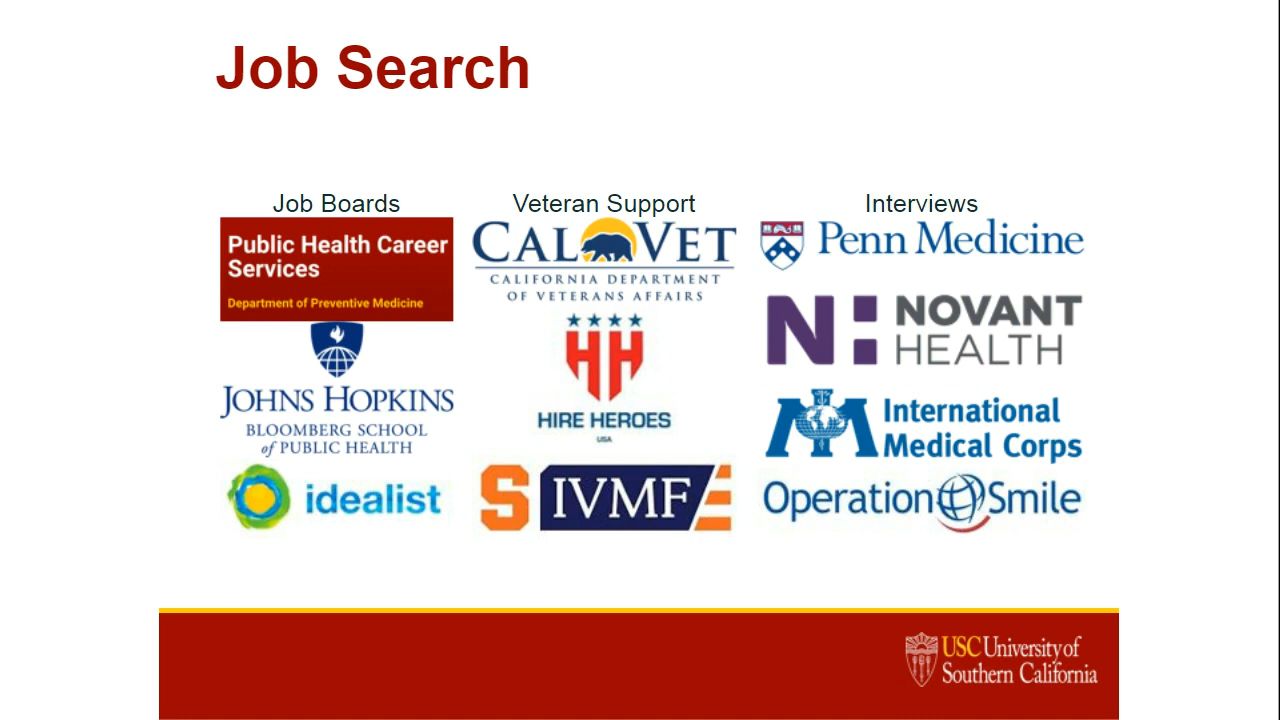 Job Search
Job Boards
Public Health Career
Services
Department of Preventive Medicine
JOHNS HOPKINS
BLOOMBERG SCHOOL
of PUBLIC HEALTH
idealist
Veteran Support
CALVET
CALIFORNIA DEPARTMENT
OF VETERANS AFFAIRS
HH
HIRE HEROES
USA
S IVMF
Interviews
Penn Medicine
N NOVANT
HEALTH
International
Medical Corps
Operation Smile
USC University of
Southern California